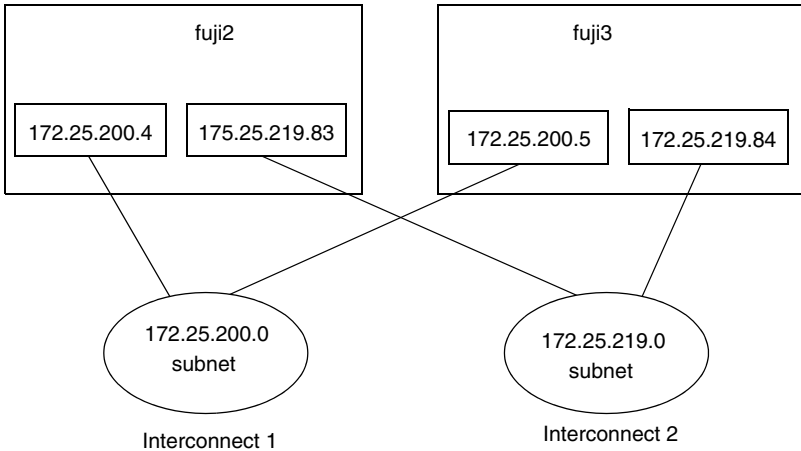 fuji2
fuji3
172.25.200.4
175.25.219.83
172.25.200.5
172.25.219.84
172.25.200.0
subnet
172.25.219.0
subnet
Interconnect 1
Interconnect 2